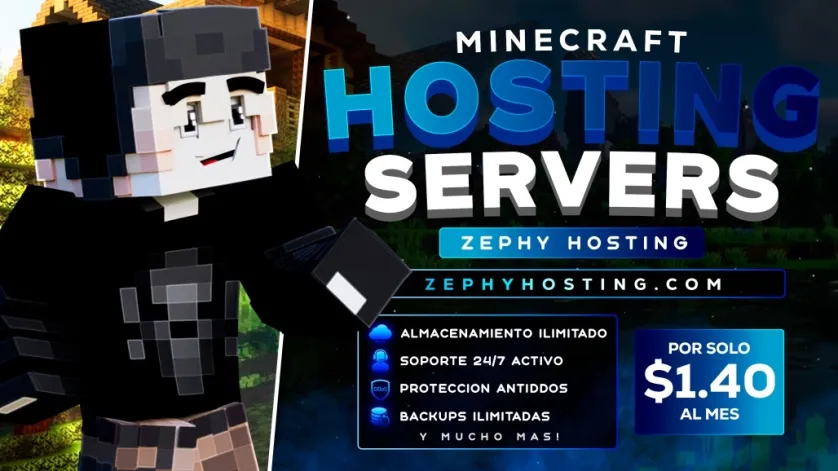 MINECRAFT
HOSTING
SERVERS
ZEPHY HOSTING
ZEPHYHOSTING.COM
ALMACENAMIENTO ILIMITADO
SOPORTE 24/7 ACTIVO
PROTECCION ANTIDDOS
BACKUPS ILIMITADAS
Y MUCHO MAS!
POR SOLO
$1.40
AL MES